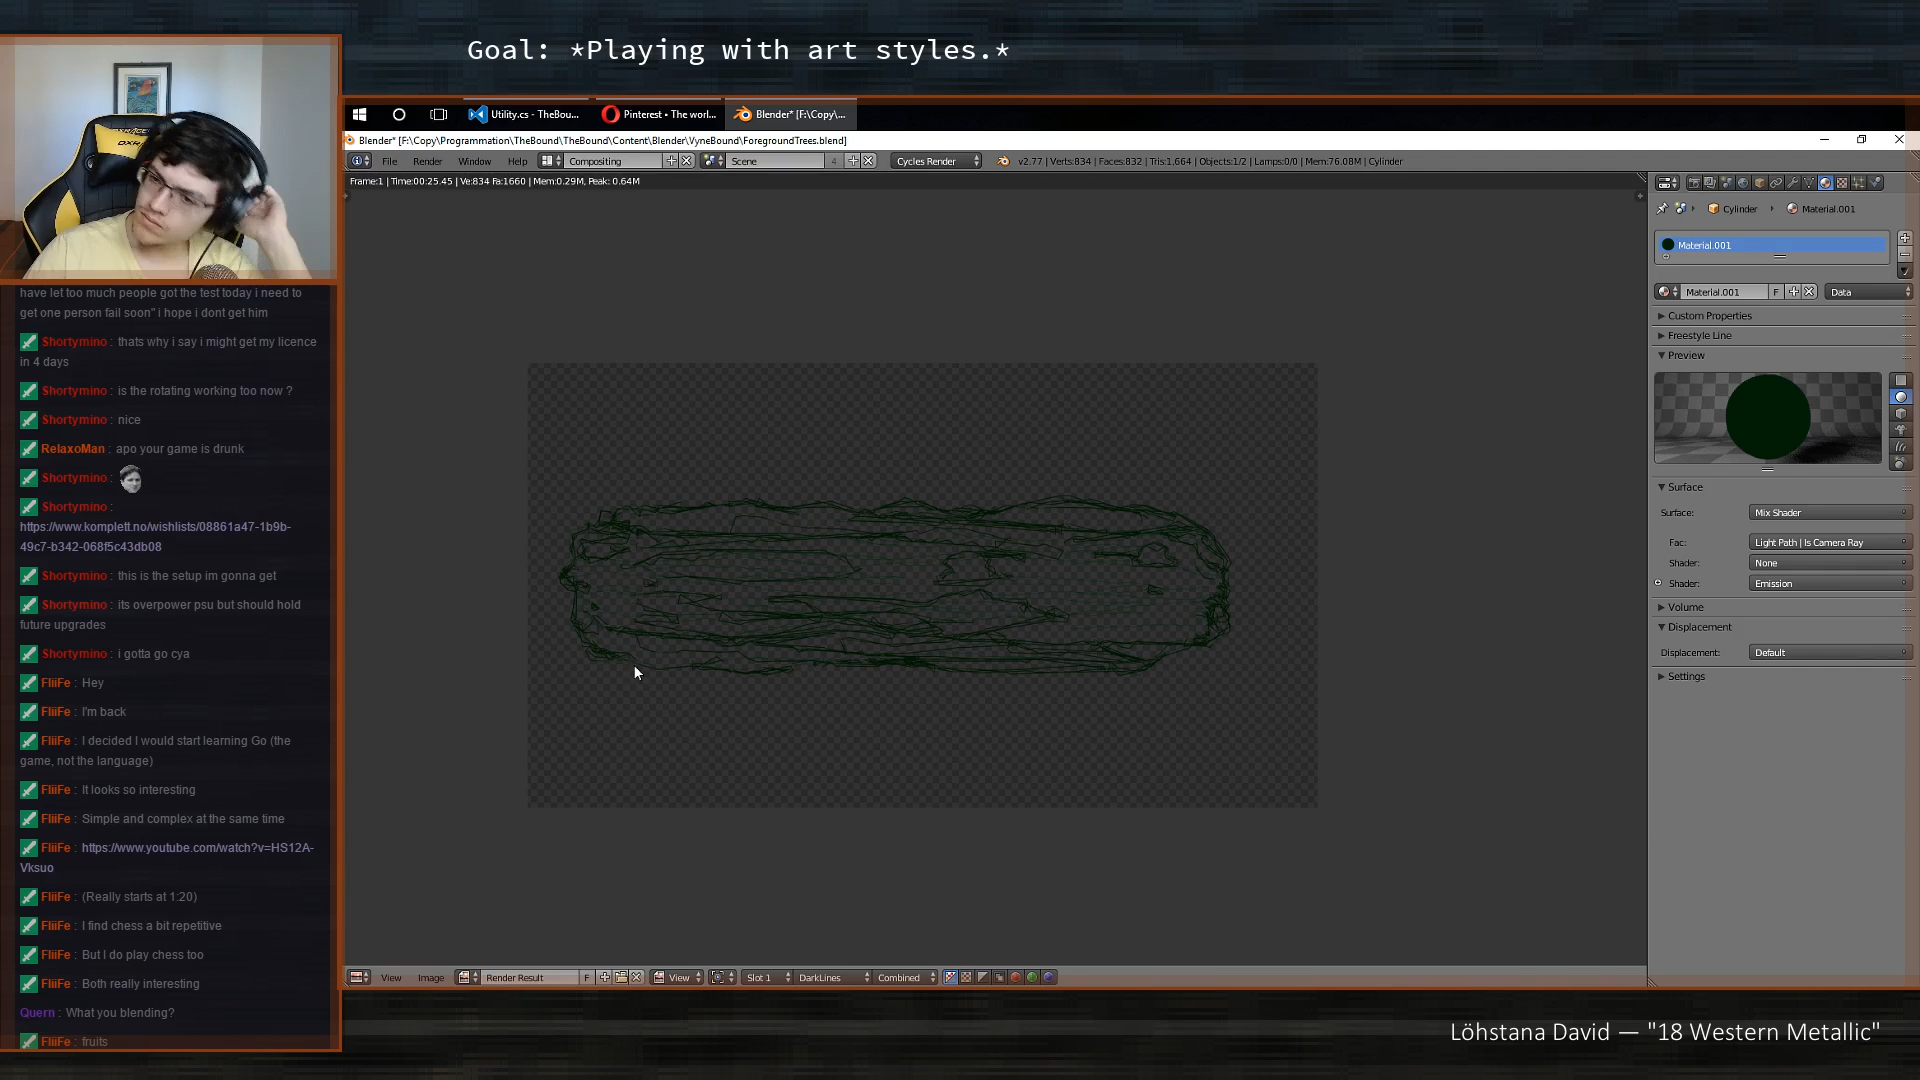 Goal: *Playing with art styles.*
Utility.cs - TheBou...
Pinterest • The worl...
Blender* [F:\Copy\...
Blender* [F:\Copy\Programmation\TheBound\TheBound\Content\Blender\VyneBound\ForegroundTrees.blend]
File Render Window Help Compositing Scene 4 Cycles Render v2.77 | Verts:834 | Faces:832 | Tris:1,664 | Objects:1/2 | Lamps:0/0 | Mem:76.08M | Cylinder
Frame:1 | Time:00:25.45 | Ve:834 Fa:1660 | Mem:0.29M, Peak: 0.64M
Cylinder Material.001
Material.001
Material.001 F Data
Custom Properties
Freestyle Line
Preview
Surface
Surface: Mix Shader
Fac: Light Path | Is Camera Ray
Shader: None
Shader: Emission
Volume
Displacement
Displacement: Default
Settings
View Image Render Result F View Slot 1 DarkLines Combined
have let too much people got the test today i need to
get one person fail soon" i hope i dont get him
Shortymino : thats why i say i might get my licence
in 4 days
Shortymino : is the rotating working too now ?
Shortymino : nice
RelaxoMan : apo your game is drunk
Shortymino :
Shortymino :
https://www.komplett.no/wishlists/08861a47-1b9b-
49c7-b342-068f5c43db08
Shortymino : this is the setup im gonna get
Shortymino : its overpower psu but should hold
future upgrades
Shortymino : i gotta go cya
FliiFe : Hey
FliiFe : I'm back
FliiFe : I decided I would start learning Go (the
game, not the language)
FliiFe : It looks so interesting
FliiFe : Simple and complex at the same time
FliiFe : https://www.youtube.com/watch?v=HS12A-
Vksuo
FliiFe : (Really starts at 1:20)
FliiFe : I find chess a bit repetitive
FliiFe : But I do play chess too
FliiFe : Both really interesting
Quern : What you blending?
FliiFe : fruits
Löhstana David — "18 Western Metallic"